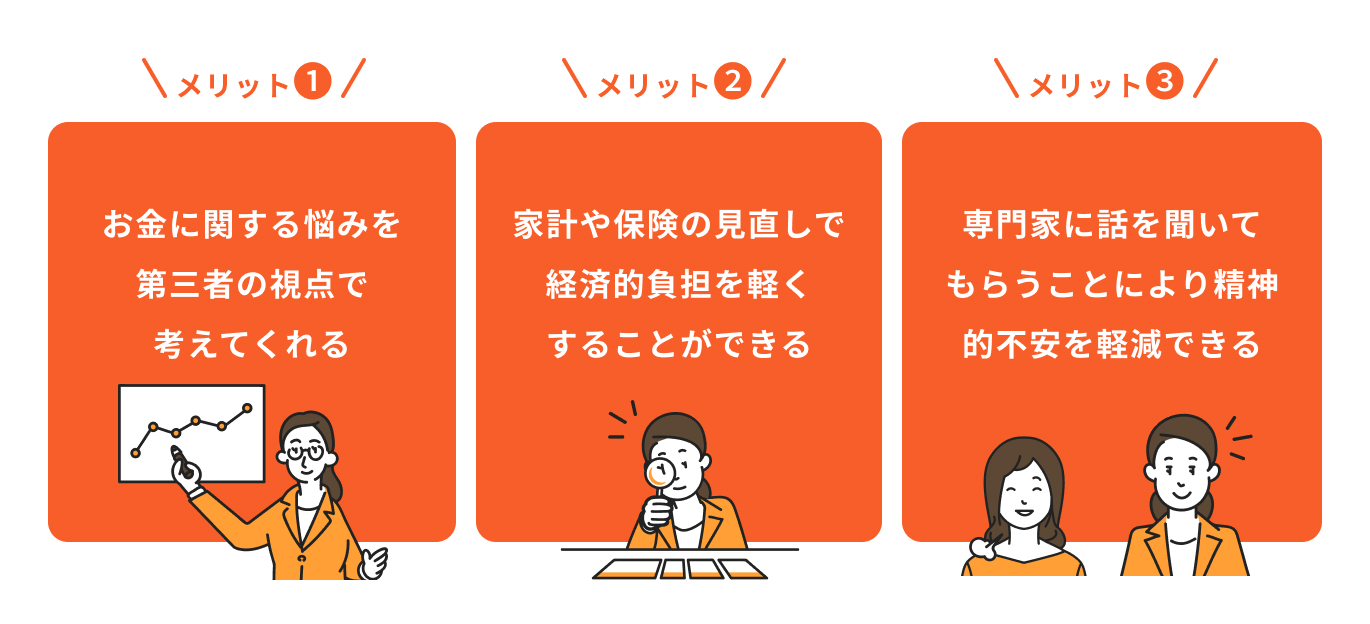 メリット1
お金に関する悩みを
第三者の視点で
考えてくれる
メリット2
家計や保険の見直しで
経済的負担を軽く
することができる
メリット3
専門家に話を聞いて
もらうことにより精神
的不安を軽減できる